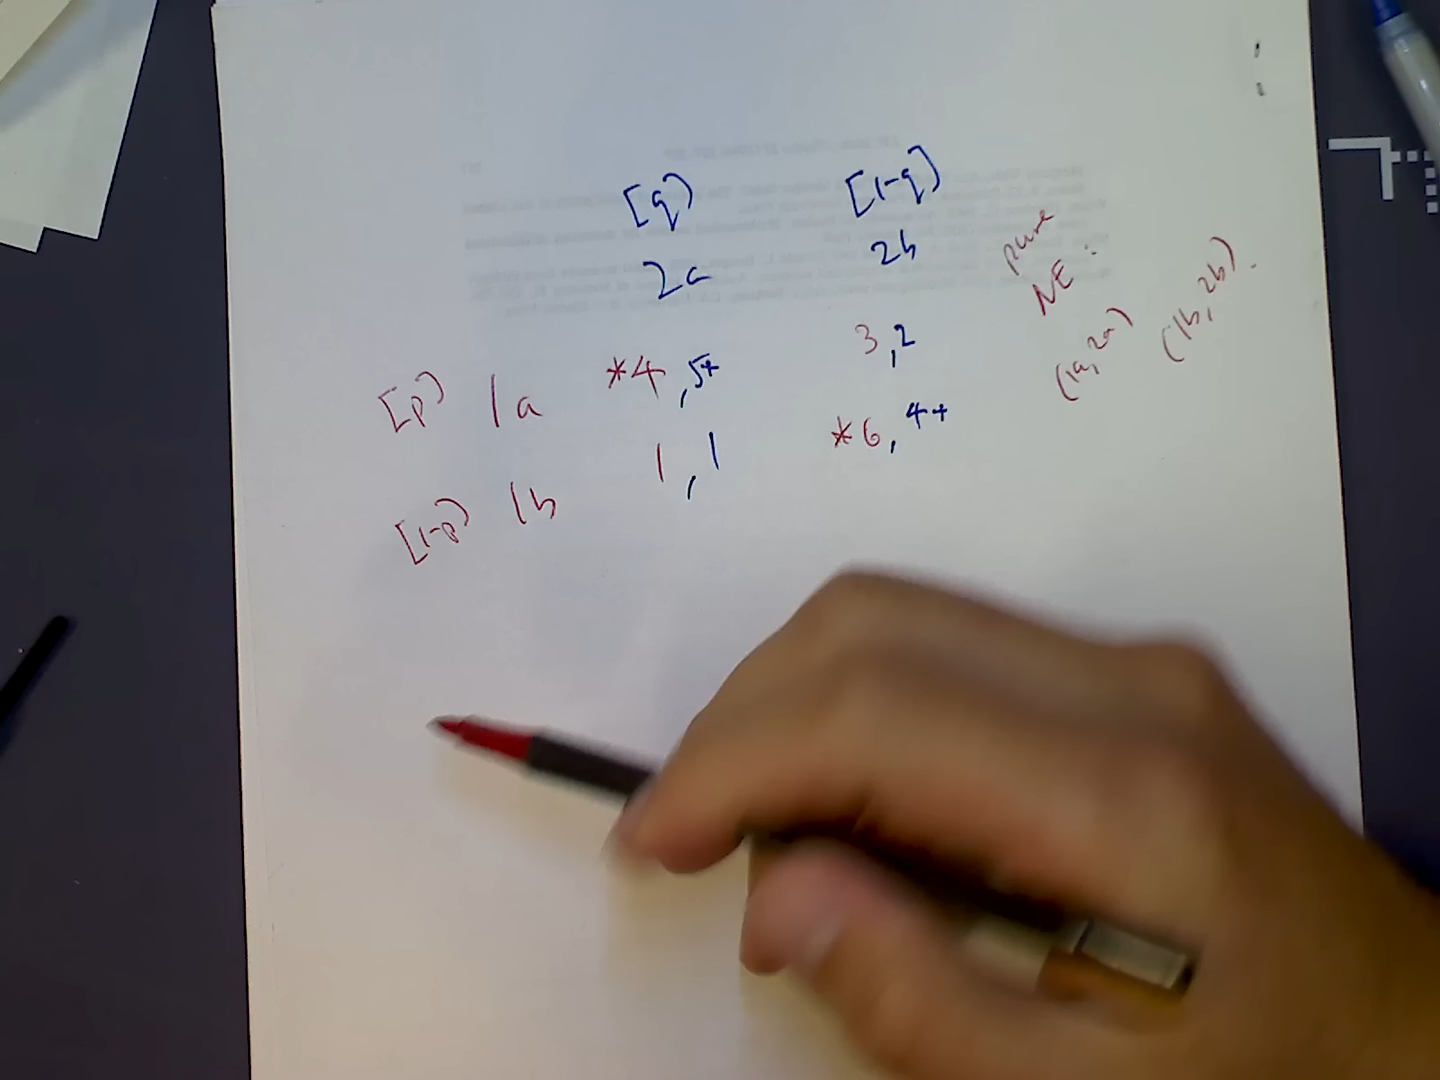 [q) [1-q)
2a 2b
[p) 1a *4, 5* 3, 2
[1-p) 1b 1, 1 *6, 4*
pure
NE:
(1a, 2a) (1b, 2b).